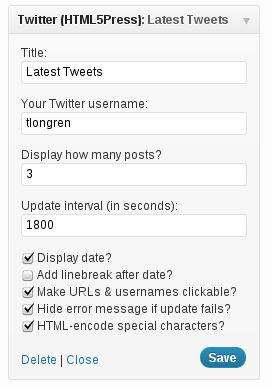 Twitter (HTML5Press): Latest Tweets
Title:
Latest Tweets
Your Twitter username:
tlongren
Display how many posts?
3
Update interval (in seconds):
1800
Display date?
Add linebreak after date?
Make URLs & usernames clickable?
Hide error message if update fails?
HTML-encode special characters?
Delete | Close Save